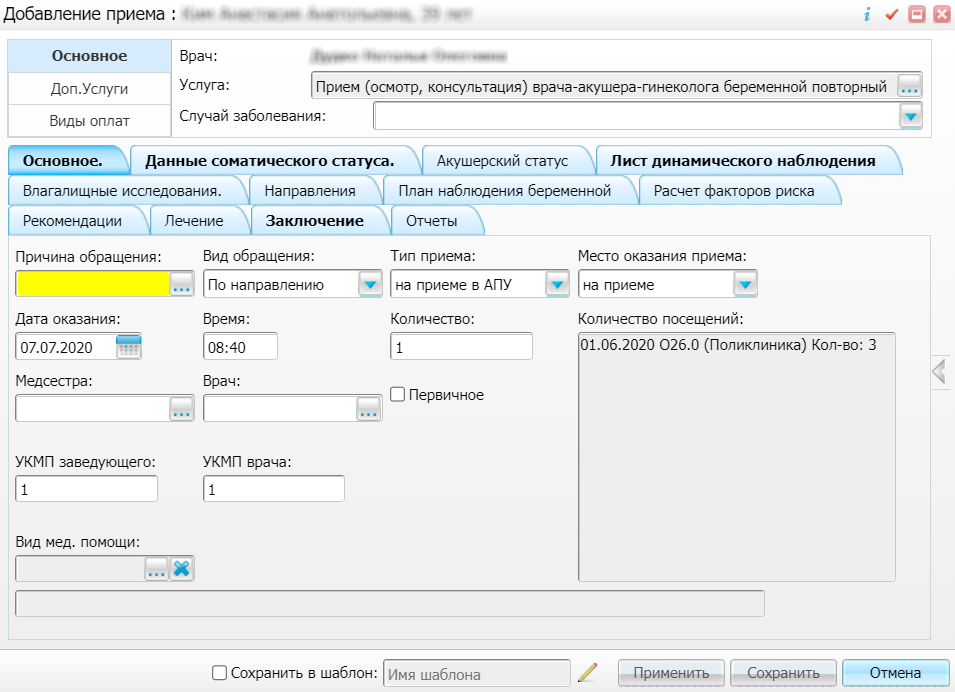 Добавление приема :
Основное
Доп.Услуги
Виды оплат
Врач:
Услуга: Прием (осмотр, консультация) врача-акушера-гинеколога беременной повторный ...
Случай заболевания:
Основное. Данные соматического статуса. Акушерский статус Лист динамического наблюдения
Влагалищные исследования. Направления План наблюдения беременной Расчет факторов риска
Рекомендации Лечение Заключение Отчеты
Причина обращения: Вид обращения: Тип приема: Место оказания приема:
... По направлению на приеме в АПУ на приеме
Дата оказания: Время: Количество: Количество посещений:
07.07.2020 08:40 1 01.06.2020 O26.0 (Поликлиника) Кол-во: 3
Медсестра: Врач:
... ... Первичное
УКМП заведующего: УКМП врача:
1 1
Вид мед. помощи:
...
Сохранить в шаблон: Имя шаблона Применить Сохранить Отмена